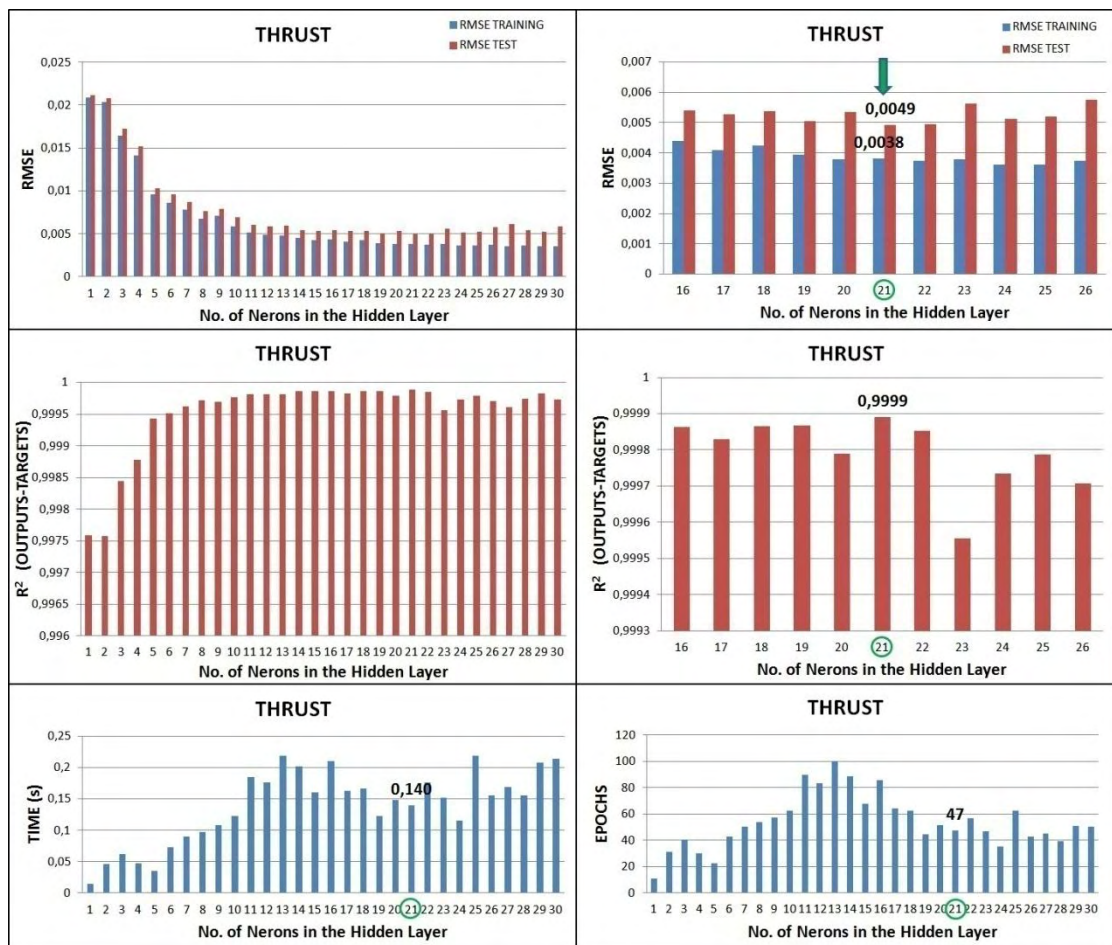 THRUST
RMSE TRAINING
RMSE TEST
RMSE
0,025
0,02
0,015
0,01
0,005
0
1 2 3 4 5 6 7 8 9 10 11 12 13 14 15 16 17 18 19 20 21 22 23 24 25 26 27 28 29 30
No. of Nerons in the Hidden Layer
THRUST
RMSE TRAINING
RMSE TEST
RMSE
0,007
0,006
0,005
0,004
0,003
0,002
0,001
0
0,0049
0,0038
16 17 18 19 20 21 22 23 24 25 26
No. of Nerons in the Hidden Layer
THRUST
R² (OUTPUTS-TARGETS)
1
0,9995
0,999
0,9985
0,998
0,9975
0,997
0,9965
0,996
1 2 3 4 5 6 7 8 9 10 11 12 13 14 15 16 17 18 19 20 21 22 23 24 25 26 27 28 29 30
No. of Nerons in the Hidden Layer
THRUST
R² (OUTPUTS-TARGETS)
1
0,9999
0,9998
0,9997
0,9996
0,9995
0,9994
0,9993
0,9999
16 17 18 19 20 21 22 23 24 25 26
No. of Nerons in the Hidden Layer
THRUST
TIME (s)
0,25
0,2
0,15
0,1
0,05
0
0,140
1 2 3 4 5 6 7 8 9 10 11 12 13 14 15 16 17 18 19 20 21 22 23 24 25 26 27 28 29 30
No. of Nerons in the Hidden Layer
THRUST
EPOCHS
120
100
80
60
40
20
0
47
1 2 3 4 5 6 7 8 9 10 11 12 13 14 15 16 17 18 19 20 21 22 23 24 25 26 27 28 29 30
No. of Nerons in the Hidden Layer